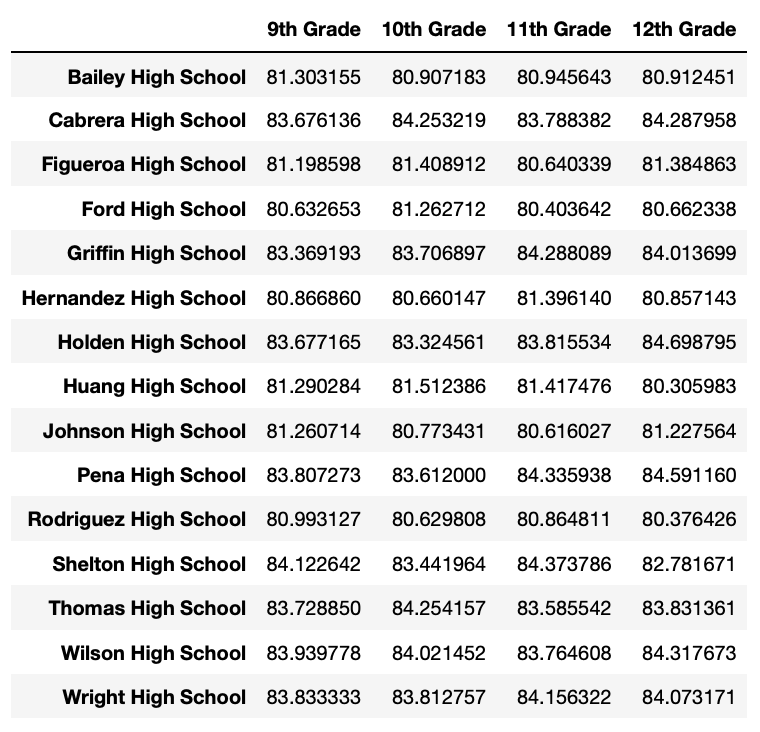 9th Grade 10th Grade 11th Grade 12th Grade
Bailey High School 81.303155 80.907183 80.945643 80.912451
Cabrera High School 83.676136 84.253219 83.788382 84.287958
Figueroa High School 81.198598 81.408912 80.640339 81.384863
Ford High School 80.632653 81.262712 80.403642 80.662338
Griffin High School 83.369193 83.706897 84.288089 84.013699
Hernandez High School 80.866860 80.660147 81.396140 80.857143
Holden High School 83.677165 83.324561 83.815534 84.698795
Huang High School 81.290284 81.512386 81.417476 80.305983
Johnson High School 81.260714 80.773431 80.616027 81.227564
Pena High School 83.807273 83.612000 84.335938 84.591160
Rodriguez High School 80.993127 80.629808 80.864811 80.376426
Shelton High School 84.122642 83.441964 84.373786 82.781671
Thomas High School 83.728850 84.254157 83.585542 83.831361
Wilson High School 83.939778 84.021452 83.764608 84.317673
Wright High School 83.833333 83.812757 84.156322 84.073171